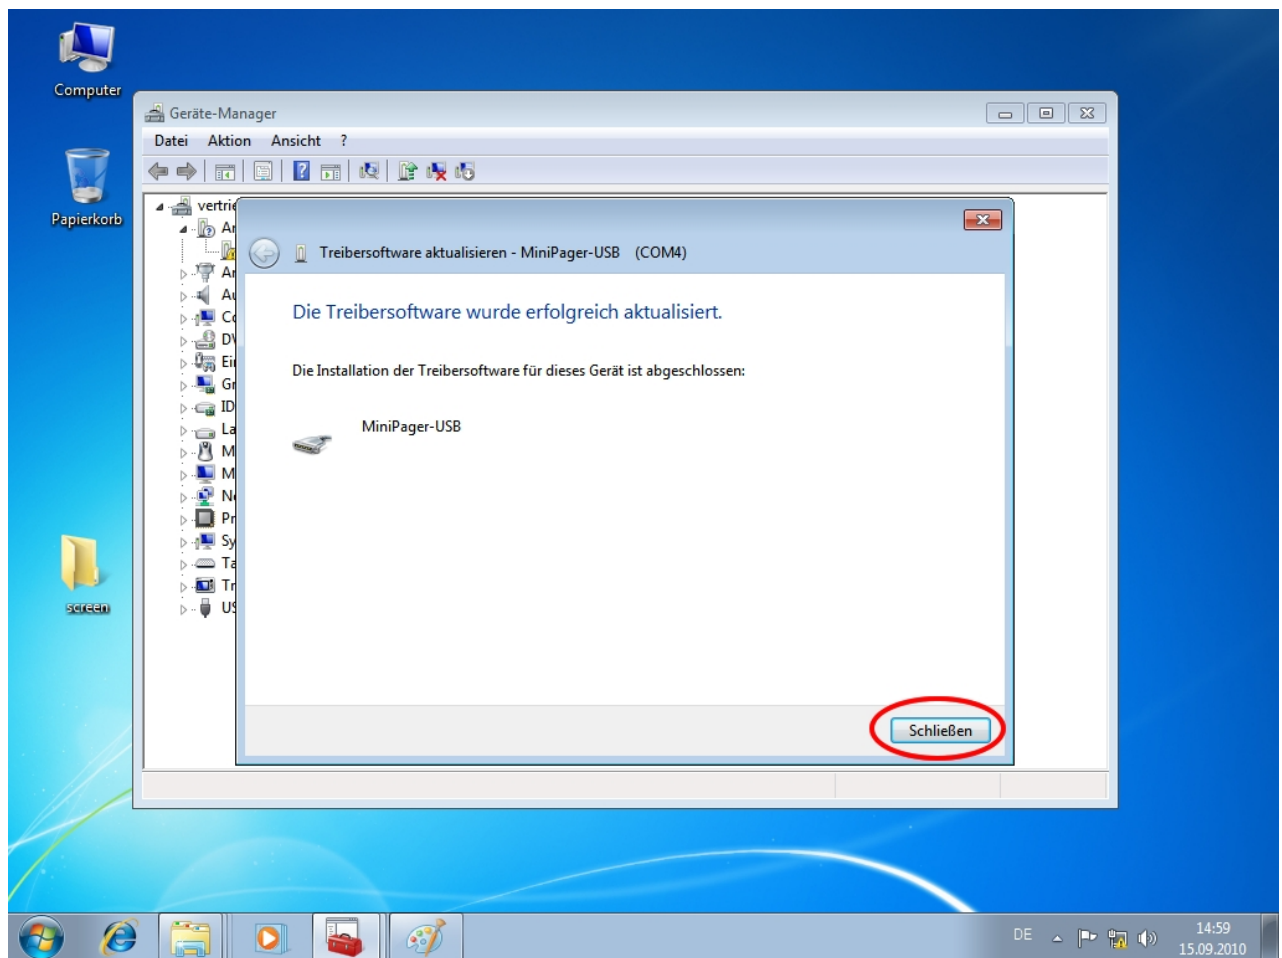 Computer
Papierkorb
screen
Geräte-Manager
Datei Aktion Ansicht ?
Treibersoftware aktualisieren - MiniPager-USB (COM4)
Die Treibersoftware wurde erfolgreich aktualisiert.
Die Installation der Treibersoftware für dieses Gerät ist abgeschlossen:
MiniPager-USB
Schließen
DE
14:59
15.09.2010